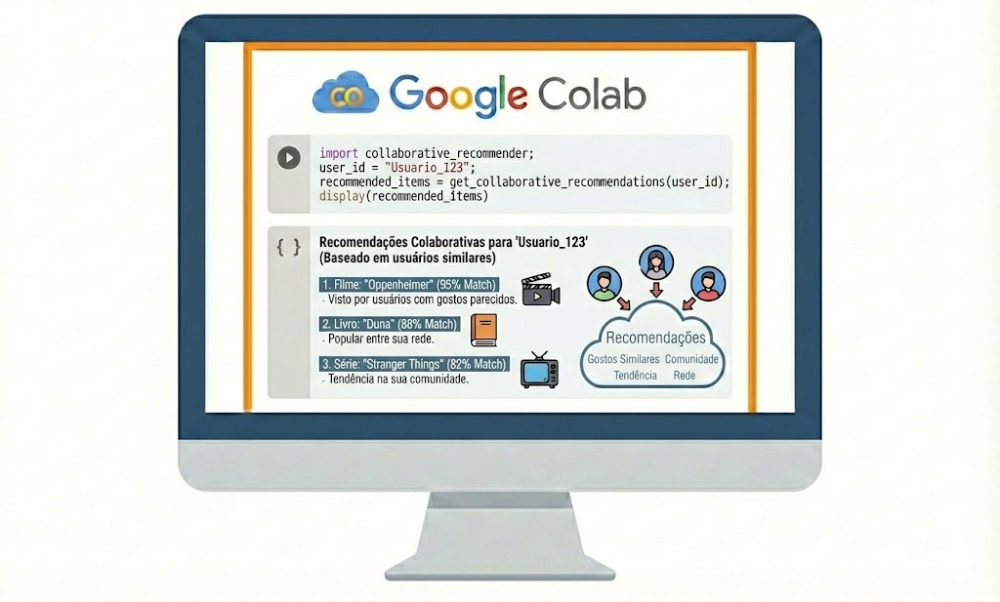 CO Google Colab
import collaborative_recommender;
user_id = "Usuario_123";
recommended_items = get_collaborative_recommendations(user_id);
display(recommended_items)
{ }
Recomendações Colaborativas para 'Usuario_123'
(Baseado em usuários similares)
1. Filme: "Oppenheimer" (95% Match)
- Visto por usuários com gostos parecidos.
2. Livro: "Duna" (88% Match)
- Popular entre sua rede.
3. Série: "Stranger Things" (82% Match)
- Tendência na sua comunidade.
Recomendações
Gostos Similares Comunidade
Tendência Rede